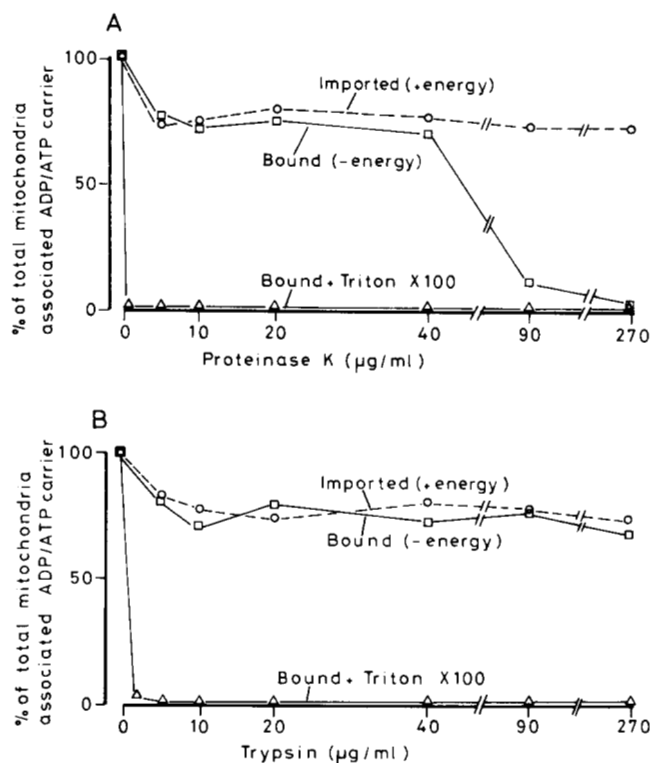 A
% of total mitochondria
associated ADP/ATP carrier
100
50
0
Imported (+energy)
Bound (-energy)
Bound + Triton X100
0 10 20 40 90 270
Proteinase K (µg/ml)
B
% of total mitochondria
associated ADP/ATP carrier
100
50
0
Imported (+energy)
Bound (-energy)
Bound + Triton X100
0 10 20 40 90 270
Trypsin (µg/ml)